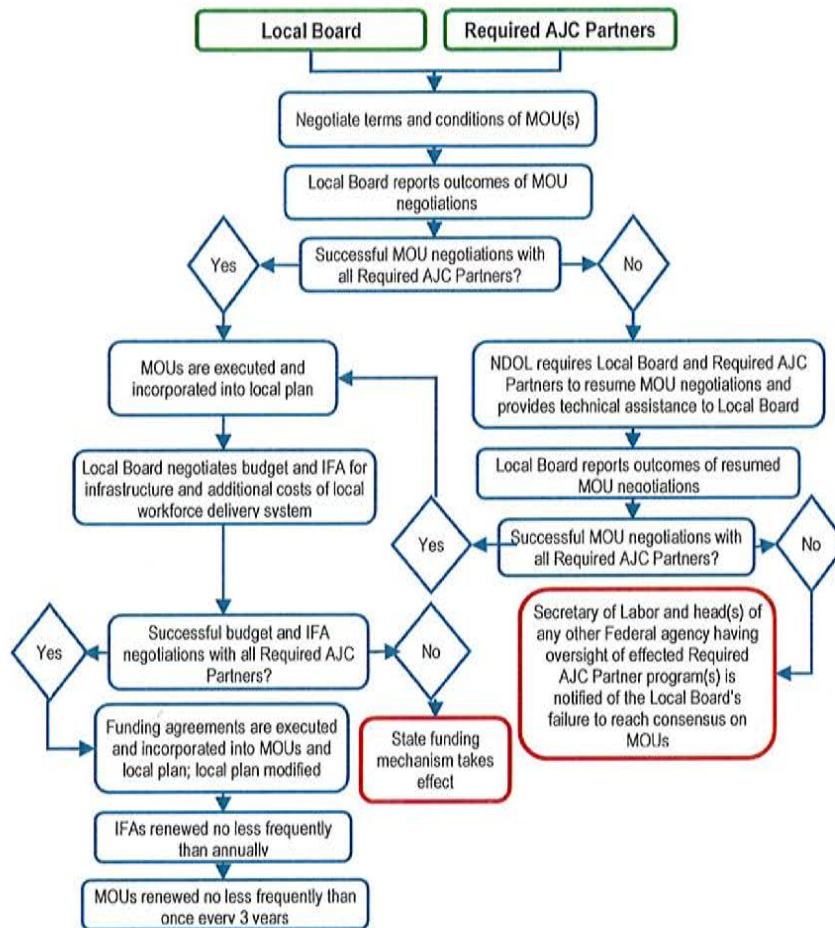 Local Board
Required AJC Partners
Negotiate terms and conditions of MOU(s)
Local Board reports outcomes of MOU
negotiations
Yes
Successful MOU negotiations with
all Required AJC Partners?
No
MOUs are executed and
incorporated into local plan
NDOL requires Local Board and Required AJC
Partners to resume MOU negotiations and
provides technical assistance to Local Board
Local Board negotiates budget and IFA for
infrastructure and additional costs of local
workforce delivery system
Local Board reports outcomes of resumed
MOU negotiations
Yes
Successful MOU negotiations with
all Required AJC Partners?
No
Yes
Successful budget and IFA
negotiations with all Required AJC
Partners?
No
Secretary of Labor and head(s) of
any other Federal agency having
oversight of effected Required
AJC Partner program(s) is
notified of the Local Board's
failure to reach consensus on
MOUs
Funding agreements are executed
and incorporated into MOUs and
local plan; local plan modified
State funding
mechanism takes
effect
IFAs renewed no less frequently
than annually
MOUs renewed no less frequently than
once every 3 years